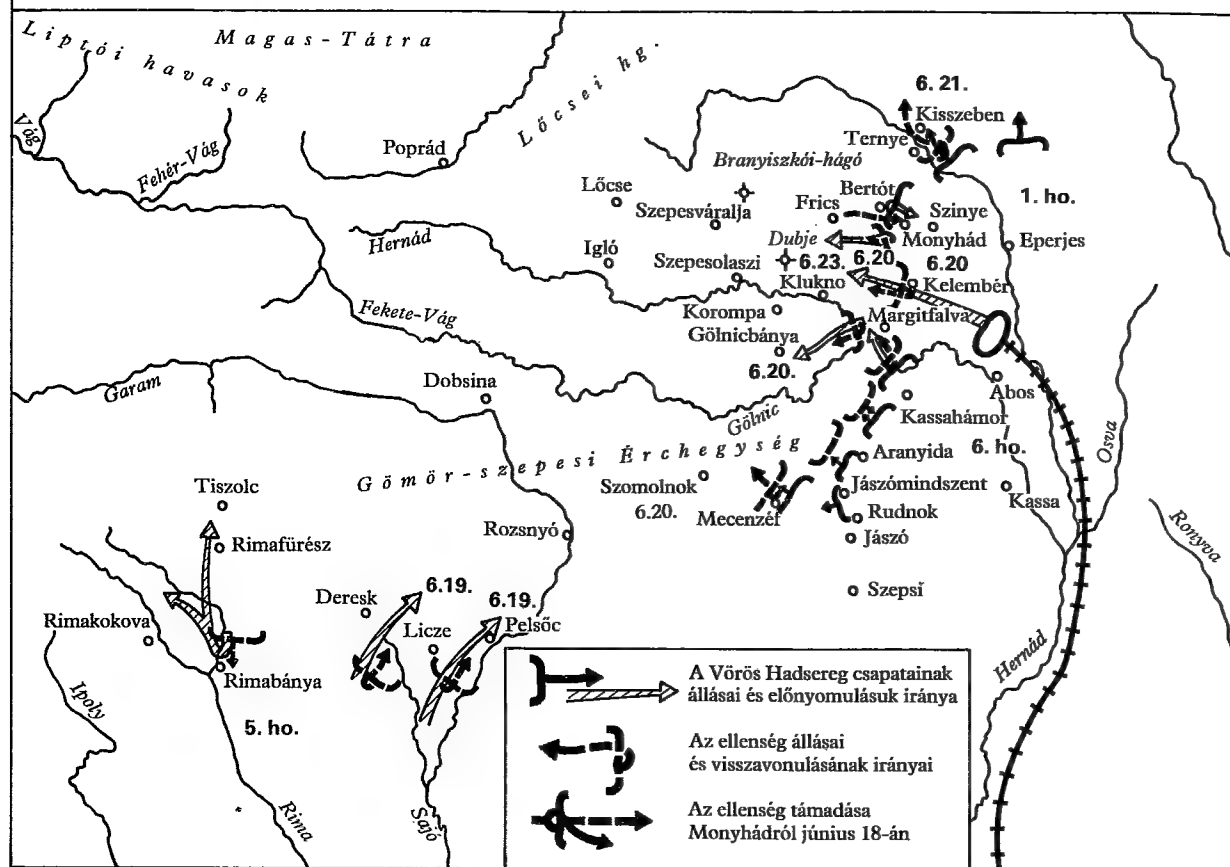 Liptói havasok
Magas-Tátra
Lőcsei hg.
Vág
Fehér-Vág
Poprád
6. 21.
Kisszeben
Ternye
Branyiszkói-hágó
1. ho.
Lőcse
Szepesváralja
Bertót
Frics
Szinye
Hernád
Dubje
Monyhád
Eperjes
Igló
Szepesolaszi
6.23.
6.20
6.20
Klukno
Kelembér
Fekete-Vág
Korompa
Margitfalva
Gölnicbánya
6.20.
Garam
Dobsina
Ábos
Gölnic
Kassahámor
Osva
Gömör-szepesi Érchegység
Aranyida
6. ho.
Tiszolc
Szomolnok
6.20.
Jászómindszent
Kassa
Mecenzéf
Rudnok
Ronyva
Rozsnyó
Jászó
Rimafürész
6.19.
Deresk
6.19.
Szepsi
Rimakokova
Licze
Pelsőc
Rimabánya
Hernád
Ipoly
5. ho.
Rima
Sajó
A Vörös Hadsereg csapatainak
állásai és előnyomulásuk iránya
Az ellenség állásai
és visszavonulásának irányai
Az ellenség támadása
Monyhádról június 18-án